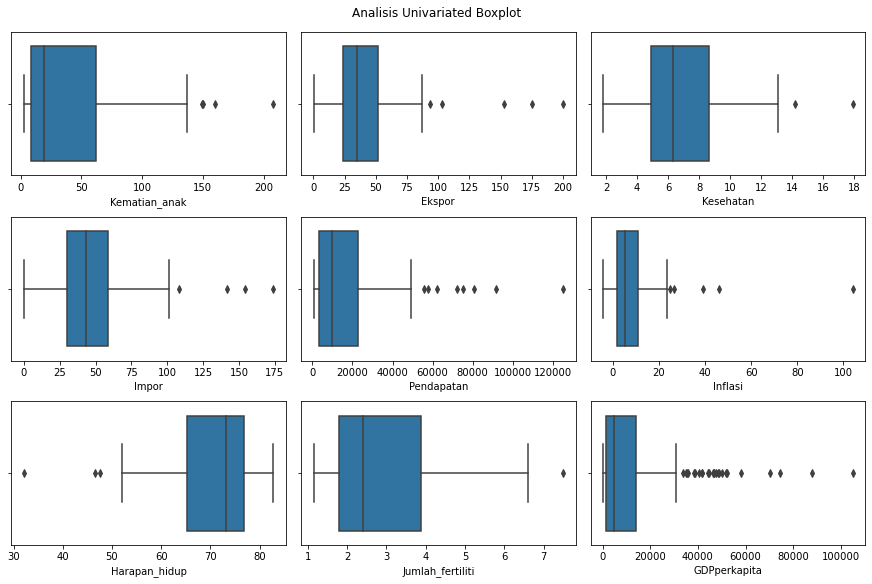 Analisis Univariated Boxplot
0 50 100 150 200
Kematian_anak
0 25 50 75 100 125 150 175 200
Ekspor
2 4 6 8 10 12 14 16 18
Kesehatan
0 25 50 75 100 125 150 175
Impor
0 20000 40000 60000 80000 100000 120000
Pendapatan
0 20 40 60 80 100
Inflasi
30 40 50 60 70 80
Harapan_hidup
1 2 3 4 5 6 7
Jumlah_fertiliti
0 20000 40000 60000 80000 100000
GDPperkapita